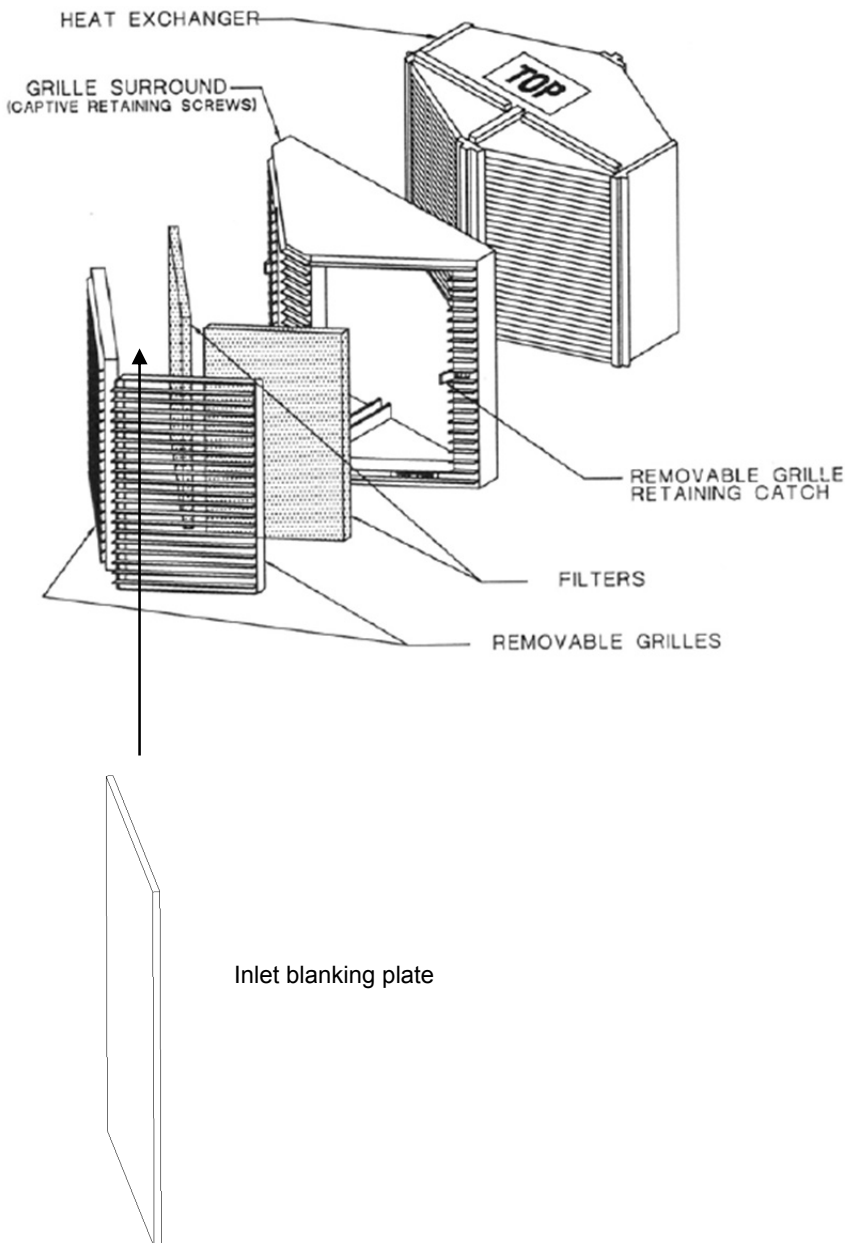 HEAT EXCHANGER
TOP
GRILLE SURROUND
(CAPTIVE RETAINING SCREWS)
REMOVABLE GRILLE
RETAINING CATCH
FILTERS
REMOVABLE GRILLES
Inlet blanking plate